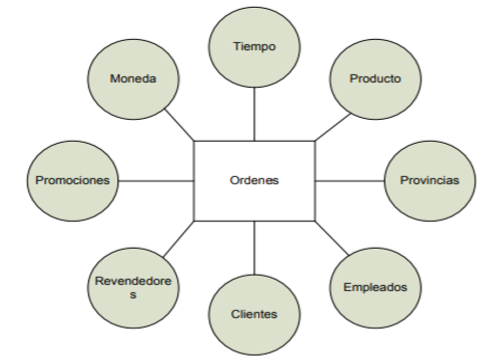 Tiempo
Moneda
Producto
Promociones
Ordenes
Provincias
Revendedore
s
Clientes
Empleados